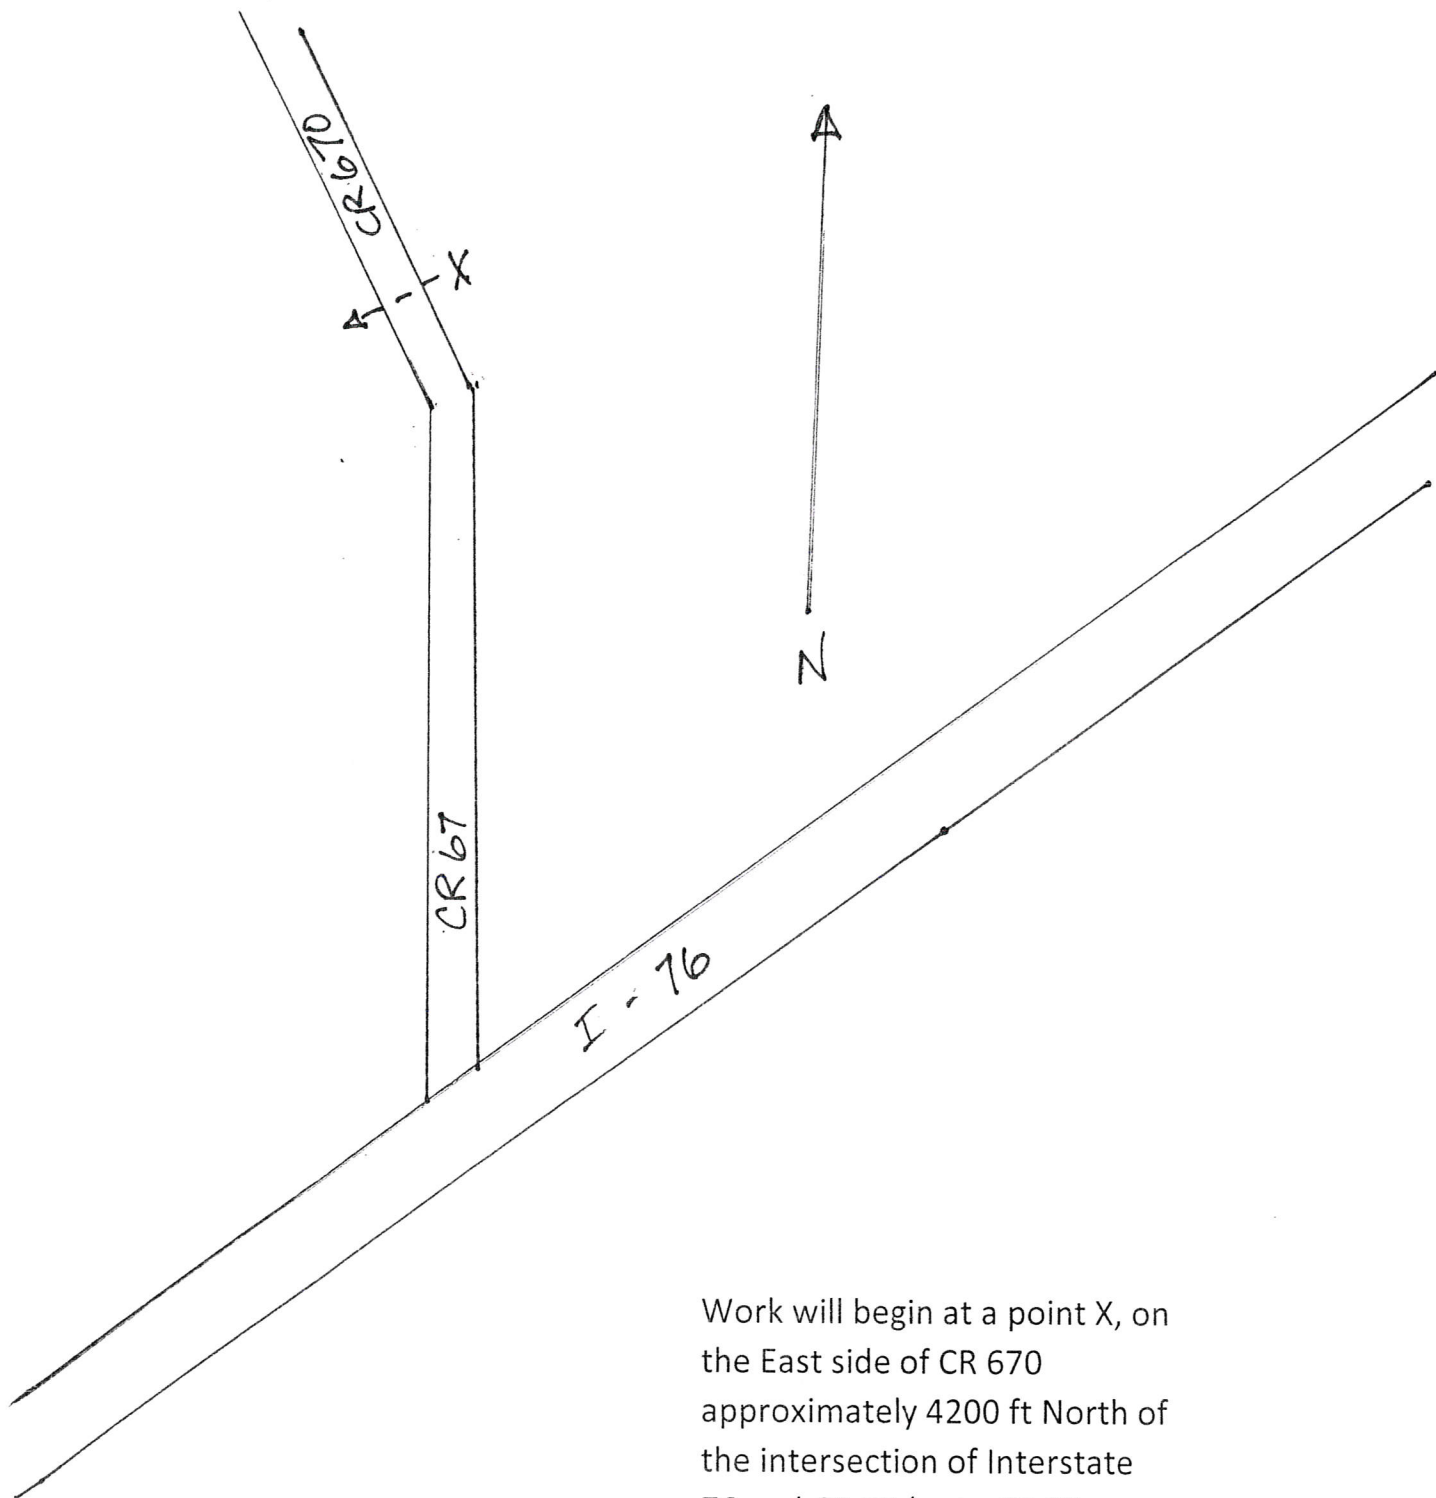 CR 670
X
N
CR 67
I - 76
Work will begin at a point X, on
the East side of CR 670
approximately 4200 ft North of
the intersection of Interstate